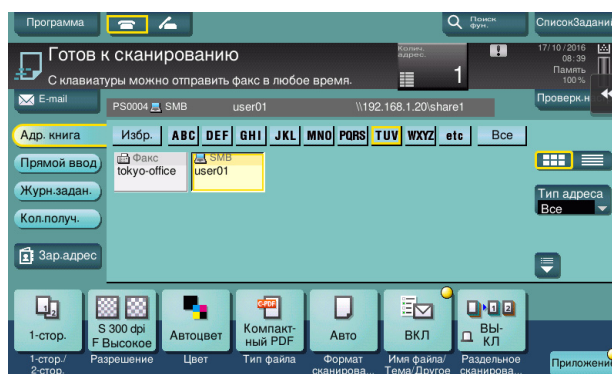 Программа
Поиск
фун.
СписокЗадани
Готов к сканированию
С клавиатуры можно отправить факс в любое время.
Колич.
адрес.
1
17/10/2016
08:39
Память
100 %
E-mail
PS0004 SMB user01 \\192.168.1.20\share1
Проверк.н
Адр. книга
Избр. ABC DEF GHI JKL MNO PQRS TUV WXYZ etc Все
Прямой ввод
Факс
tokyo-office
SMB
user01
Журн.задан.
Тип адреса
Все
Кол.получ.
Зар.адрес
1-стор.
S 300 dpi
F Высокое
Автоцвет
C-PDF
Компакт-
ный PDF
Авто
ВКЛ
ВЫ-
КЛ
1-стор./
2-стор.
Разрешение
Цвет
Тип файла
Формат
сканирова...
Имя файла/
Тема/Другое
Раздельное
сканирова...
Приложени